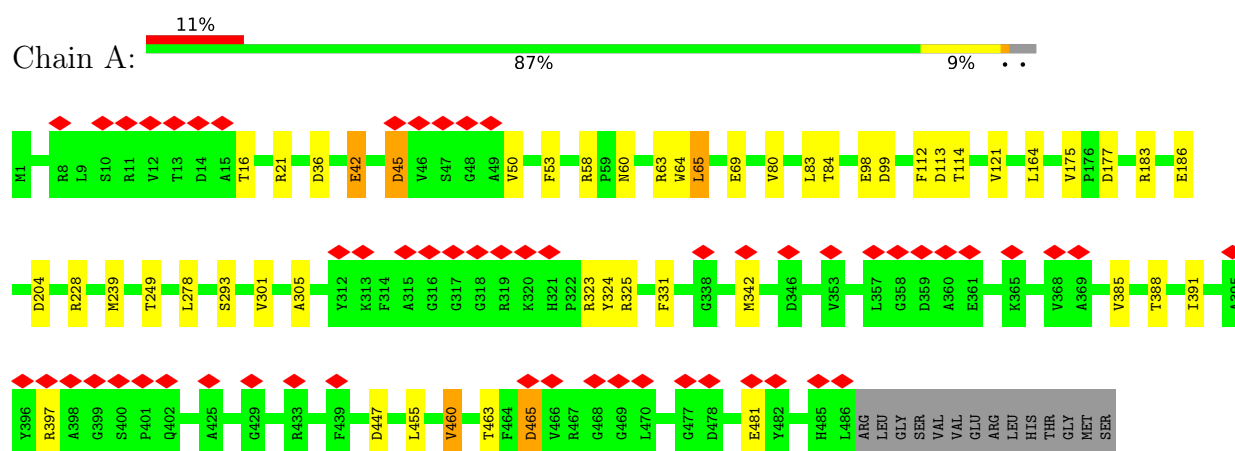 11%
Chain A:
87% 9% • •
M1 R8 L9 S10 R11 V12 T13 D14 A15 T16 R21 D36 E42 D45 V46 S47 G48 A49 V50 F53 R58 P59 N60 R63 W64 L65 E69 V80 L83 T84 E98 D99 F112 D113 T114 V121 L164 V175 P176 D177 R183 E186
D204 R228 M239 T249 L278 S293 V301 A305 Y312 K313 F314 A315 G316 G317 G318 R319 K320 H321 P322 R323 Y324 R325 F331 G338 M342 D346 V353 L357 G358 D359 A360 E361 K365 V368 A369 V385 T388 I391 A395
Y396 R397 A398 G399 S400 P401 Q402 A425 G429 R433 F439 D447 L455 V460 T463 F464 D465 V466 R467 G468 G469 L470 G477 D478 E481 Y482 H485 L486 ARG LEU GLY SER VAL VAL GLU ARG LEU HIS THR GLY MET SER